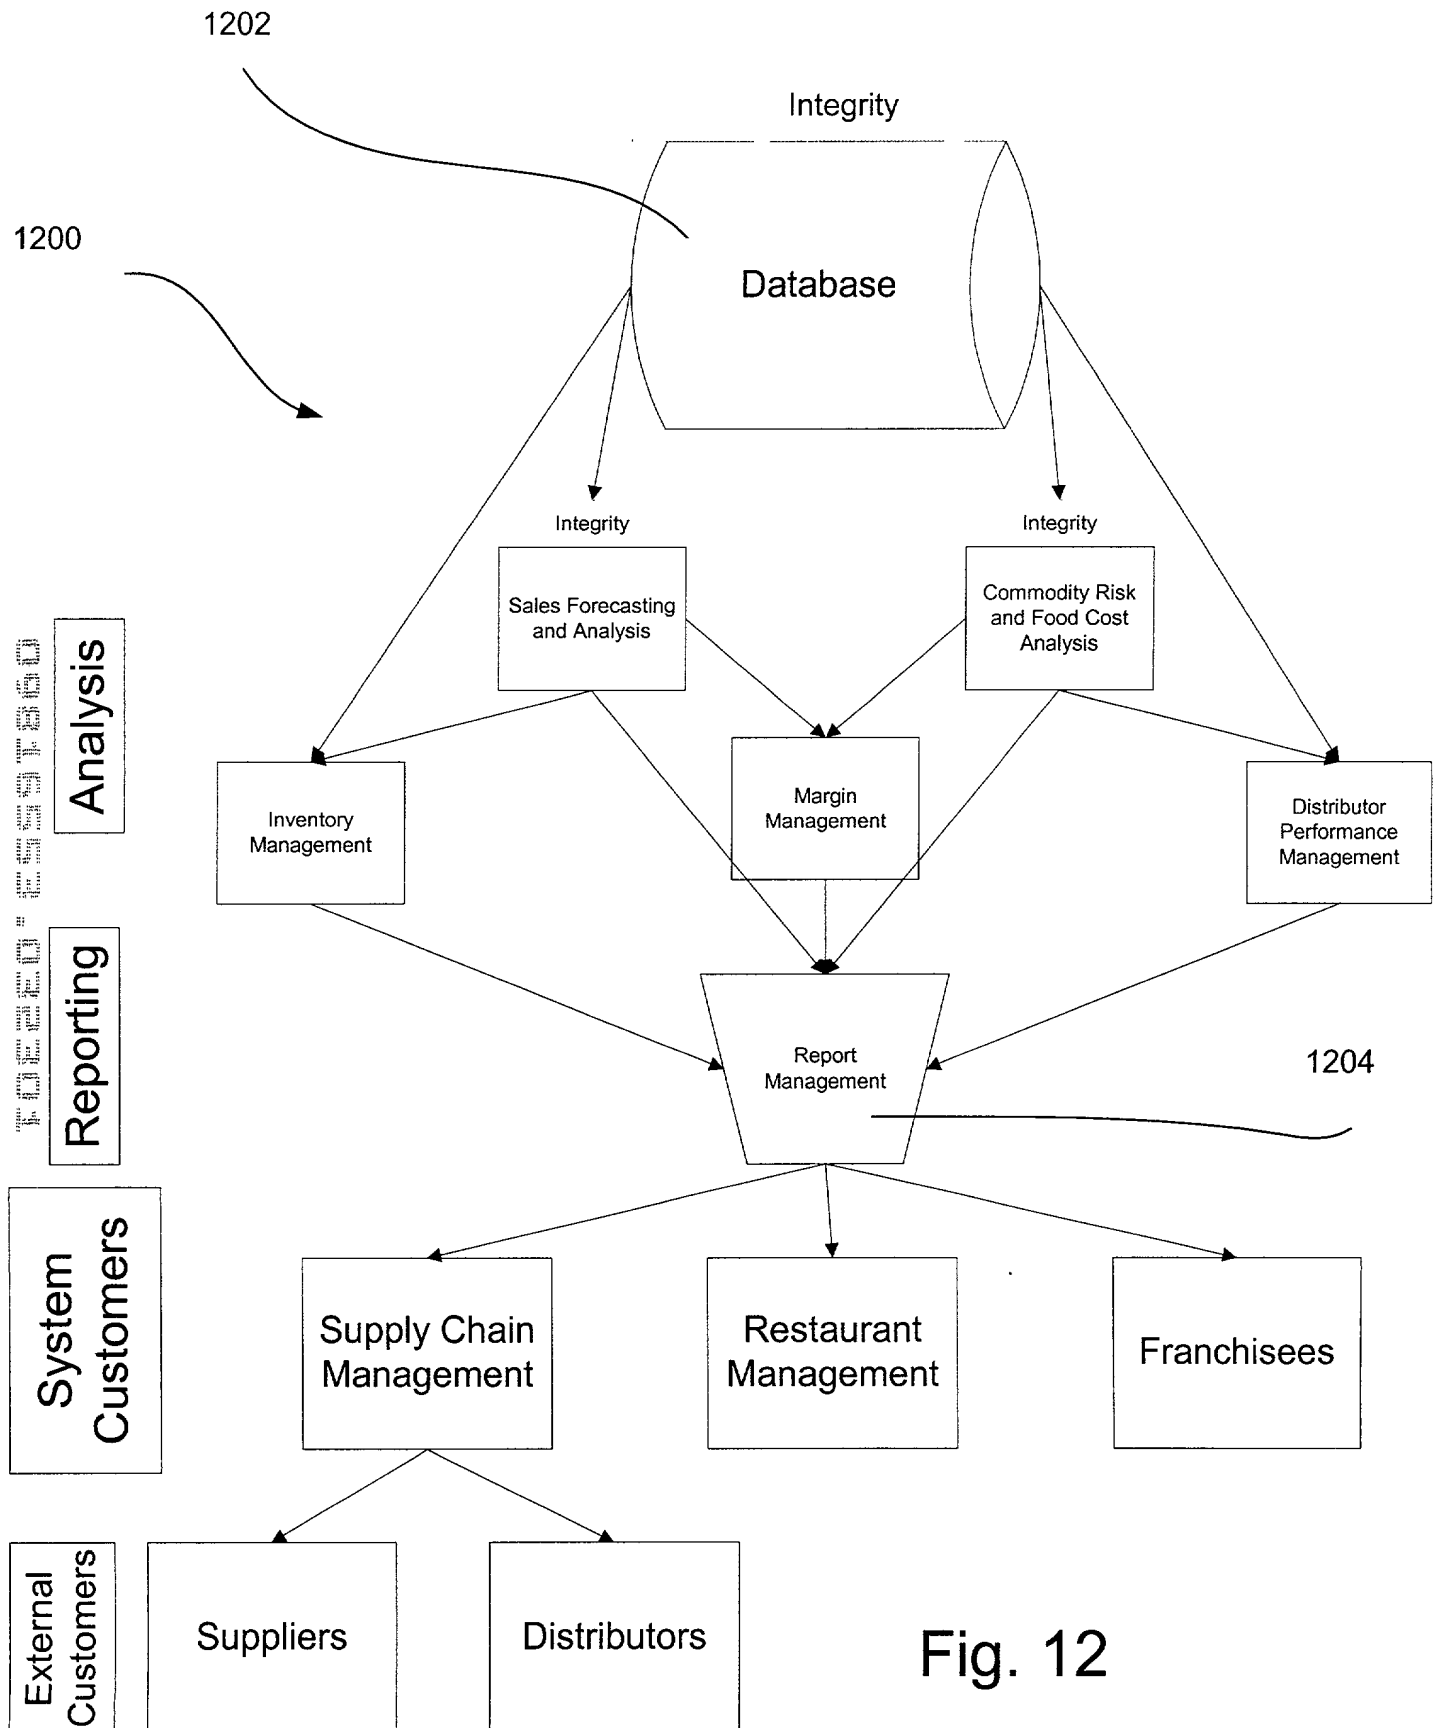 1202
Integrity
1200
Database
Integrity
Integrity
Sales Forecasting
and Analysis
Commodity Risk
and Food Cost
Analysis
Analysis
Inventory
Management
Margin
Management
Distributor
Performance
Management
Reporting
Report
Management
1204
System
Customers
Supply Chain
Management
Restaurant
Management
Franchisees
External
Customers
Suppliers
Distributors
Fig. 12